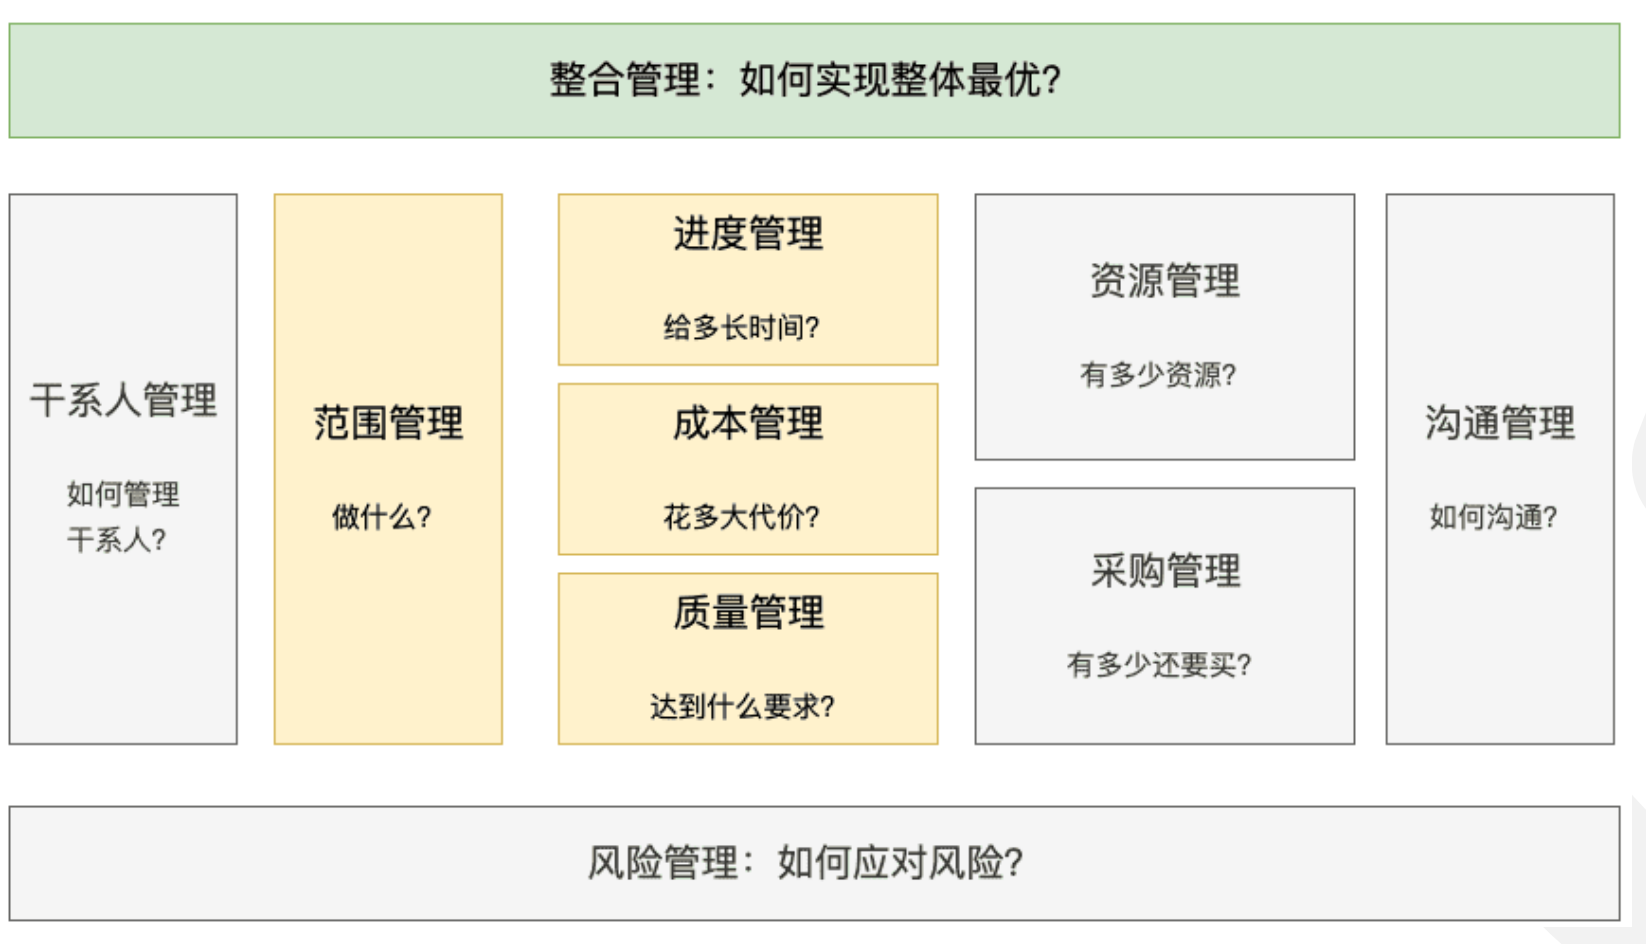 整合管理：如何实现整体最优?
干系人管理
如何管理
干系人?
范围管理
做什么?
进度管理
给多长时间?
成本管理
花多大代价?
质量管理
达到什么要求?
资源管理
有多少资源?
采购管理
有多少还要买?
沟通管理
如何沟通?
风险管理：如何应对风险?